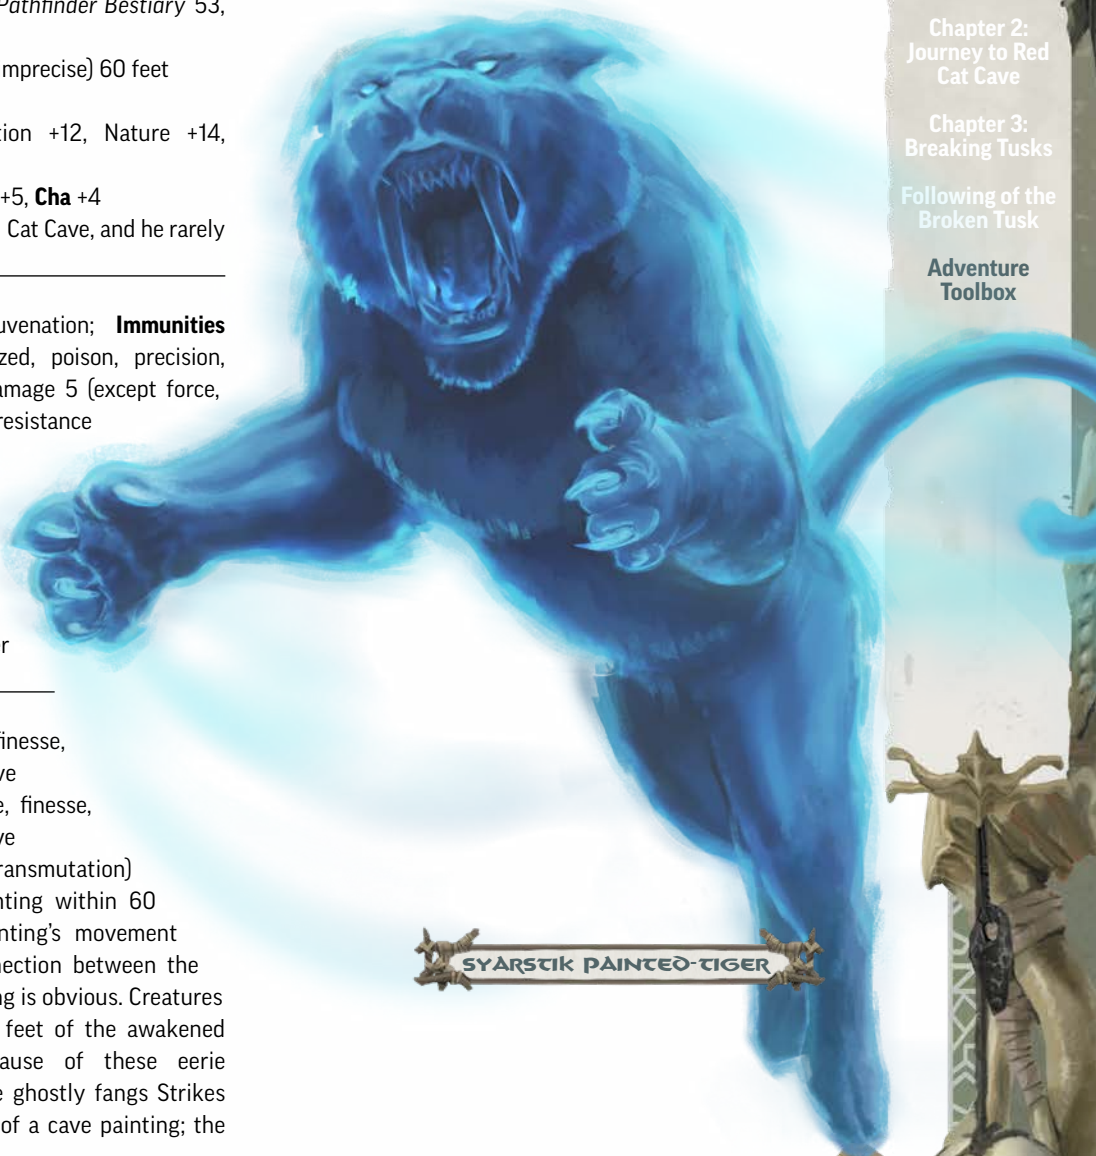 Pathfinder Bestiary 53,
mprecise) 60 feet
tion +12, Nature +14,
+5, Cha +4
Cat Cave, and he rarely
uvenation; Immunities
zed, poison, precision,
amage 5 (except force,
resistance
er
finesse,
ve
e, finesse,
ve
ransmutation)
nting within 60
nting's movement
nection between the
ng is obvious. Creatures
feet of the awakened
ause of these eerie
e ghostly fangs Strikes
of a cave painting; the
SYARSTIK PAINTED-TIGER
Chapter 2:
Journey to Red
Cat Cave
Chapter 3:
Breaking Tusks
Following of the
Broken Tusk
Adventure
Toolbox